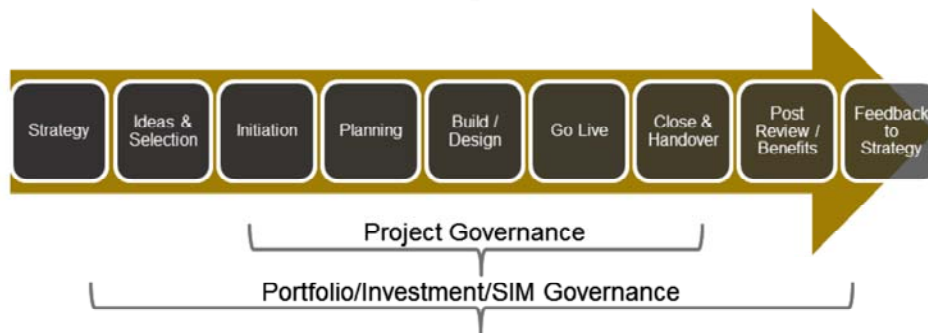 Strategy
Ideas &
Selection
Initiation
Planning
Build /
Design
Go Live
Close &
Handover
Post
Review /
Benefits
Feedback
to
Strategy
Project Governance
Portfolio/Investment/SIM Governance